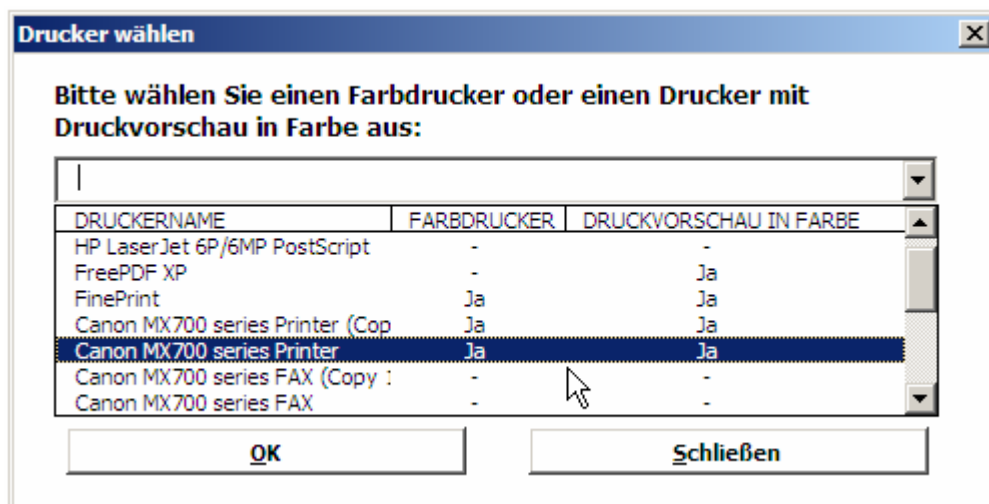 Drucker wählen
Bitte wählen Sie einen Farbdrucker oder einen Drucker mit
Druckvorschau in Farbe aus:
DRUCKERNAME FARBDRUCKER DRUCKVORSCHAU IN FARBE
HP LaserJet 6P/6MP PostScript - -
FreePDF XP - Ja
FinePrint Ja Ja
Canon MX700 series Printer (Cop Ja Ja
Canon MX700 series Printer Ja Ja
Canon MX700 series FAX (Copy 1 - -
Canon MX700 series FAX - -
OK Schließen